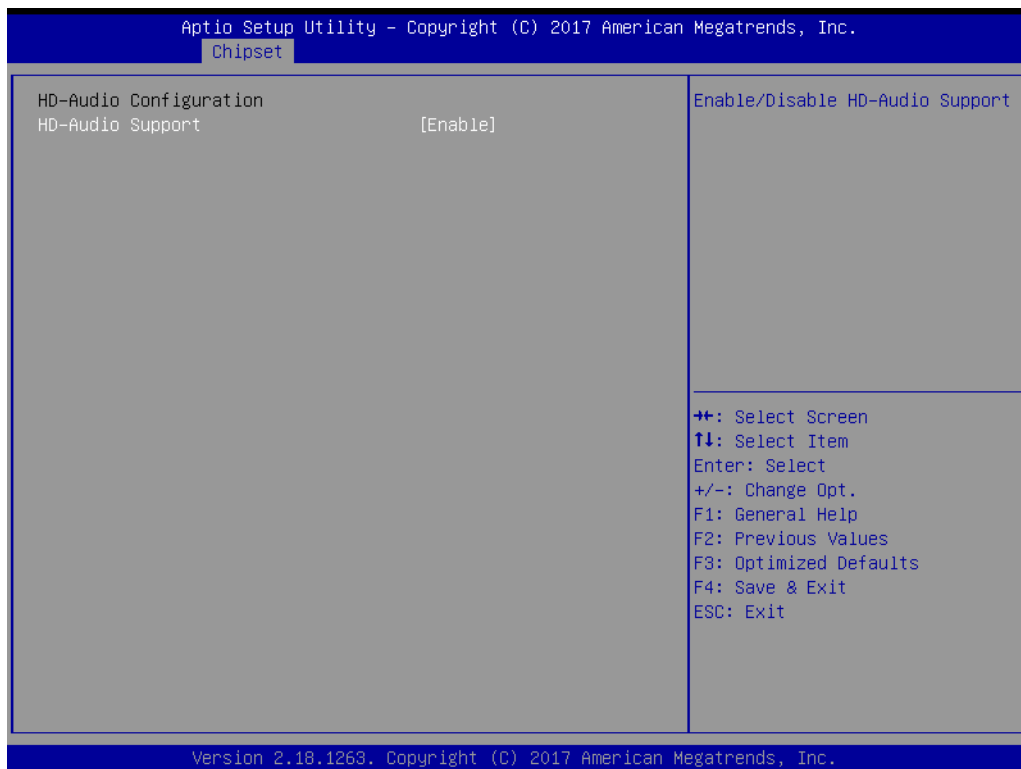 Aptio Setup Utility – Copyright (C) 2017 American Megatrends, Inc.
Chipset
HD-Audio Configuration
HD-Audio Support [Enable]
Enable/Disable HD-Audio Support
→←: Select Screen
↑↓: Select Item
Enter: Select
+/-: Change Opt.
F1: General Help
F2: Previous Values
F3: Optimized Defaults
F4: Save & Exit
ESC: Exit
Version 2.18.1263. Copyright (C) 2017 American Megatrends, Inc.